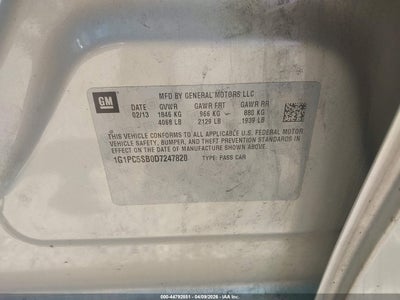 MFD BY GENERAL MOTORS LLC
GM DATE GVWR GAWR FRT GAWR RR
02/13 1846 KG 966 KG 880 KG
4069 LB 2129 LB 1939 LB
THIS VEHICLE CONFORMS TO ALL APPLICABLE U.S. FEDERAL MOTOR
VEHICLE SAFETY, BUMPER, AND THEFT PREVENTION STANDARDS
IN EFFECT ON THE DATE OF MANUFACTURE SHOWN ABOVE.
1G1PC5SB0D7247820 TYPE: PASS CAR
000-44792051 - 04/09/2026 - IAA Inc.